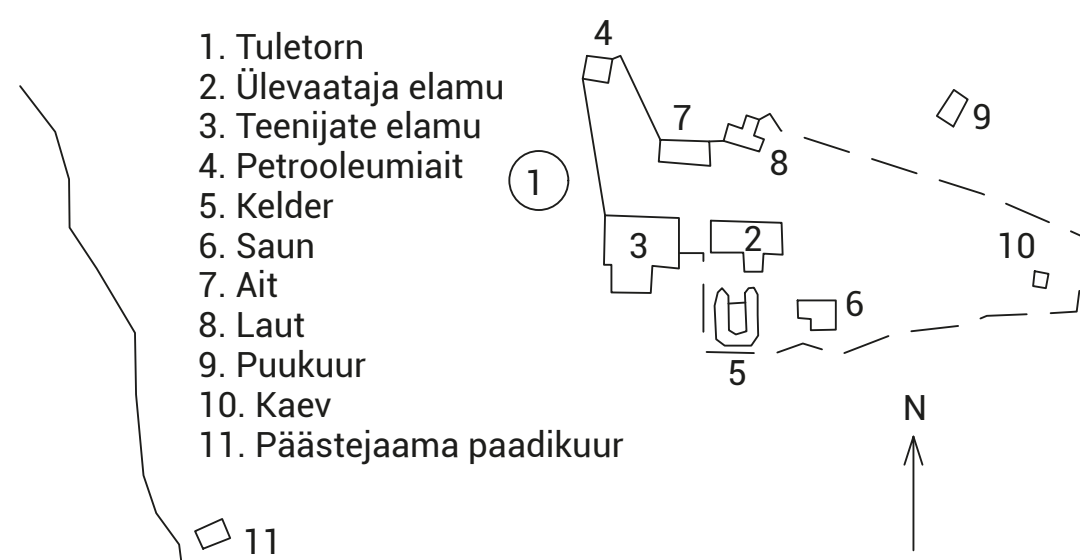 1. Tuletorn
2. Ülevaataja elamu
3. Teenijate elamu
4. Petrooleumiait
5. Kelder
6. Saun
7. Ait
8. Laut
9. Puukuur
10. Kaev
11. Päästejaama paadikuur
4
7
8
9
1
3
2
10
6
5
N
11